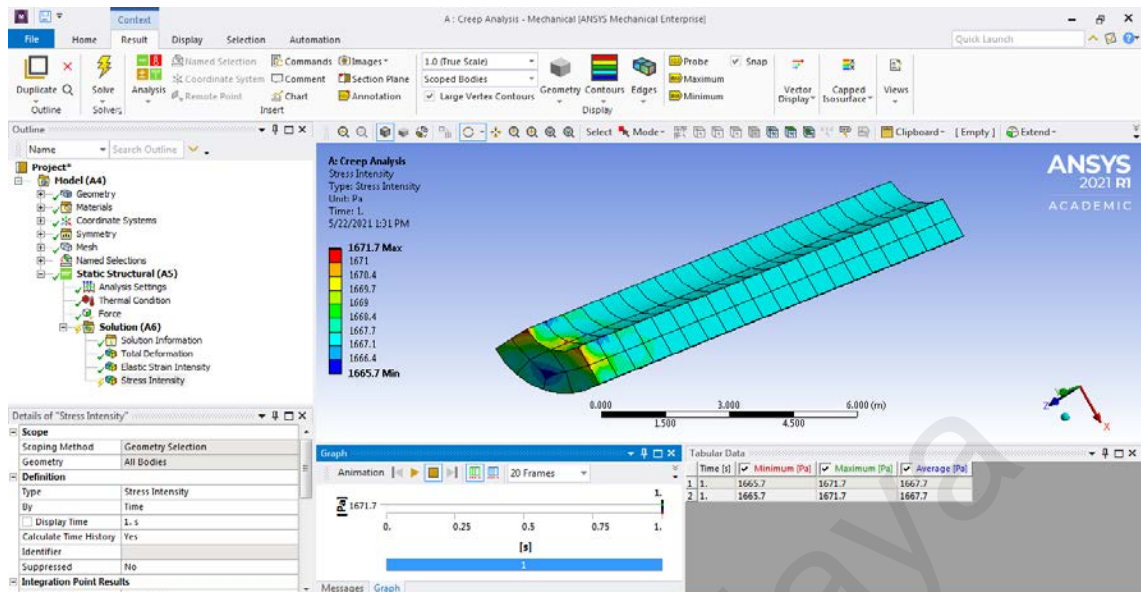 A : Creep Analysis - Mechanical [ANSYS Mechanical Enterprise]
Context
File Home Result Display Selection Automation
Quick Launch
Duplicate
Outline
Solve
Solvers
Analysis
Named Selection
Coordinate System
Remote Point
Commands
Comment
Chart
Images
Section Plane
Annotation
Insert
1.0 (True Scale)
Scoped Bodies
Large Vertex Contours
Geometry Contours Edges
Probe
Maximum
Minimum
Snap
Display
Vector Display
Capped Isosurface
Views
Outline
Name
Search Outline
Select Mode
Clipboard
[Empty]
Extend
Project*
Model (A4)
Geometry
Materials
Coordinate Systems
Symmetry
Mesh
Named Selections
Static Structural (A5)
Analysis Settings
Thermal Condition
Force
Solution (A6)
Solution Information
Total Deformation
Elastic Strain Intensity
Stress Intensity
A: Creep Analysis
Stress Intensity
Type: Stress Intensity
Unit: Pa
Time: 1.
5/22/2021 1:31 PM
1671.7 Max
1671
1670.4
1669.7
1669
1668.4
1667.7
1667.1
1666.4
1665.7 Min
ANSYS
2021 R1
ACADEMIC
0.000 3.000 6.000 (m)
1.500 4.500
Z
X
Details of "Stress Intensity"
Scope
Scoping Method Geometry Selection
Geometry All Bodies
Definition
Type Stress Intensity
By Time
Display Time 1. s
Calculate Time History Yes
Identifier
Suppressed No
Integration Point Results
Graph
Animation
20 Frames
1.
[Pa]
1671.7
0. 0.25 0.5 0.75 1.
[s]
1
Messages Graph
Tabular Data
Time [s] Minimum [Pa] Maximum [Pa] Average [Pa]
1 1. 1665.7 1671.7 1667.7
2 1. 1665.7 1671.7 1667.7